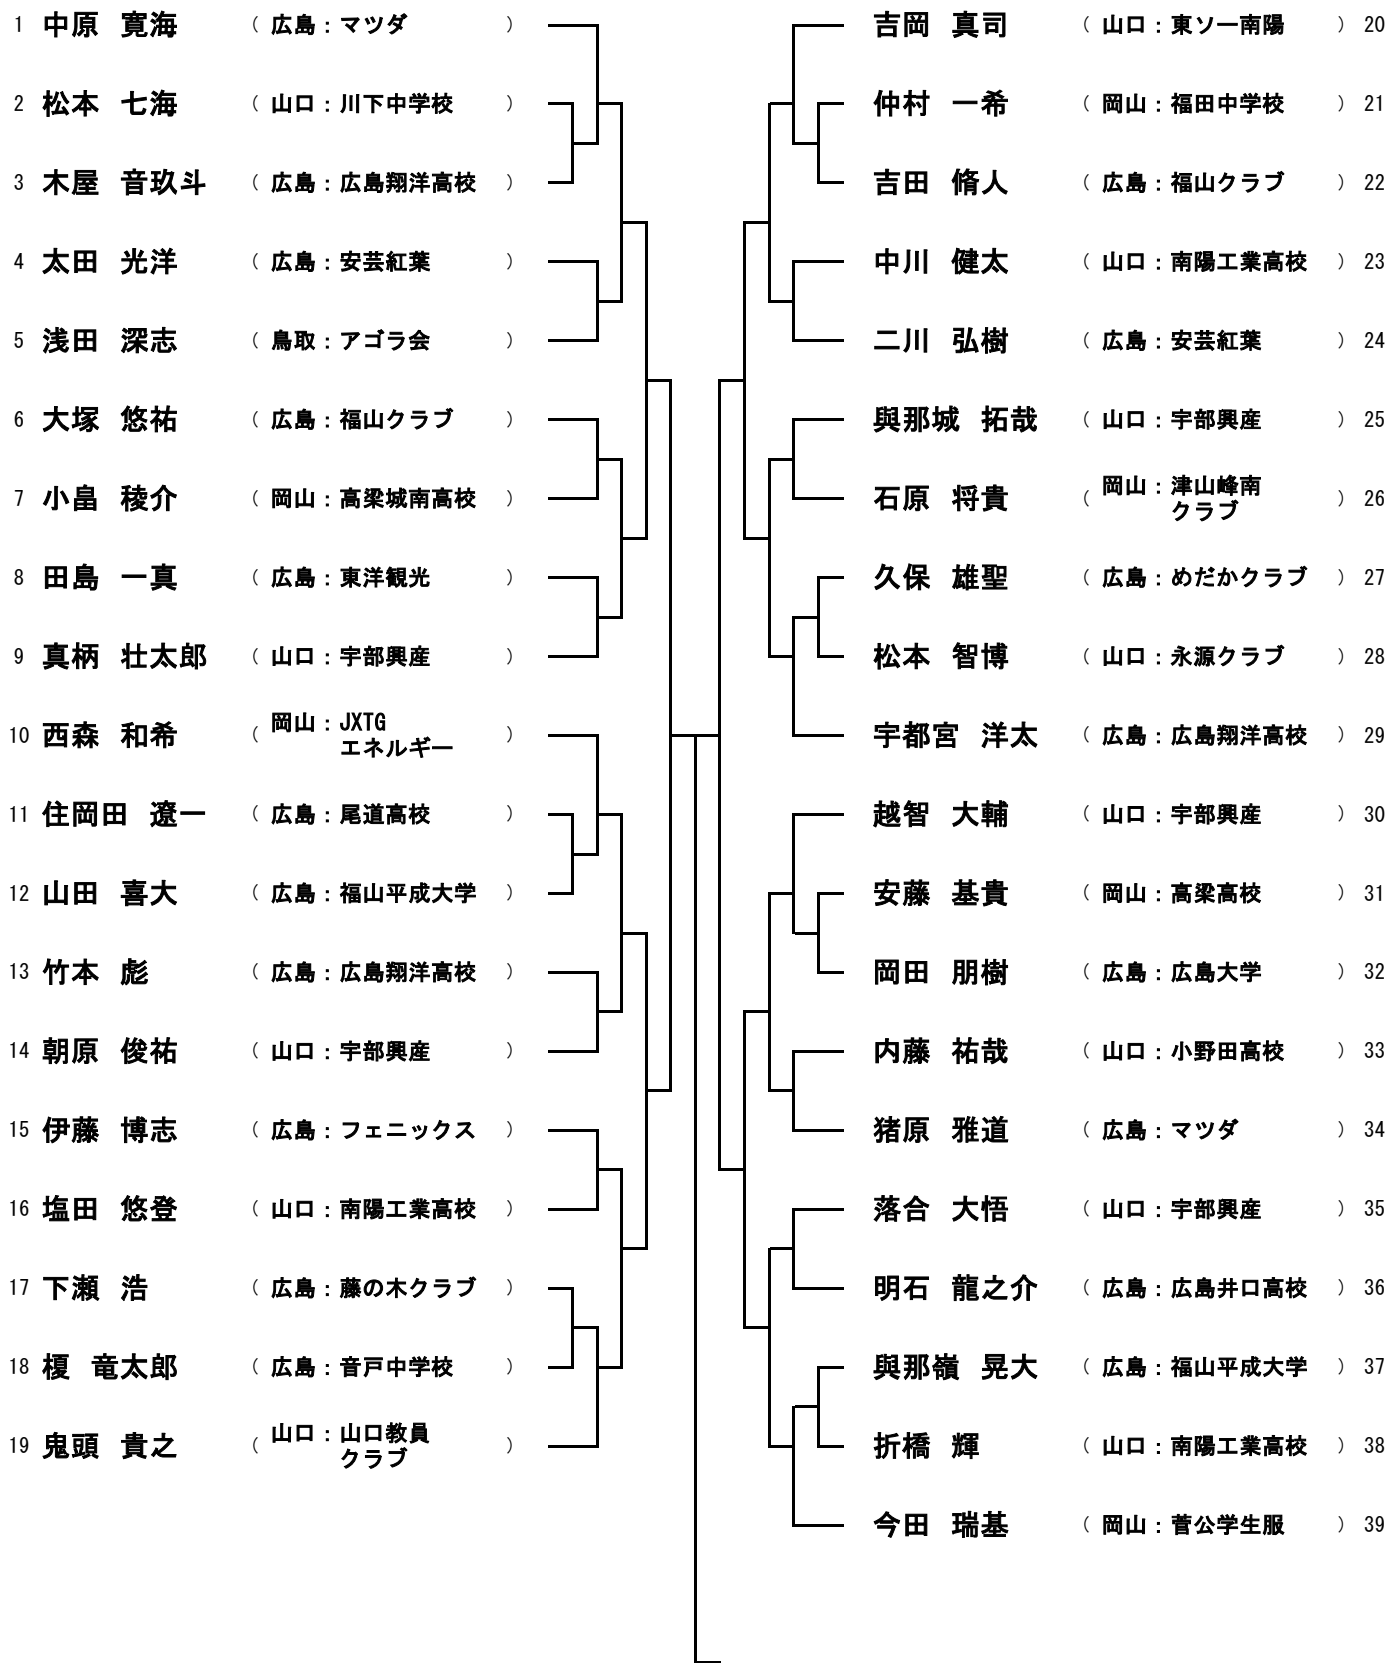 1 中原 寛海 ( 広島 : マツダ )
2 松本 七海 ( 山口 : 川下中学校 )
3 木屋 音玖斗 ( 広島 : 広島翔洋高校 )
4 太田 光洋 ( 広島 : 安芸紅葉 )
5 浅田 深志 ( 鳥取 : アゴラ会 )
6 大塚 悠祐 ( 広島 : 福山クラブ )
7 小畠 稜介 ( 岡山 : 高梁城南高校 )
8 田島 一真 ( 広島 : 東洋観光 )
9 真柄 壮太郎 ( 山口 : 宇部興産 )
10 西森 和希 ( 岡山 : JXTG
エネルギー )
11 住岡田 遼一 ( 広島 : 尾道高校 )
12 山田 喜大 ( 広島 : 福山平成大学 )
13 竹本 彪 ( 広島 : 広島翔洋高校 )
14 朝原 俊祐 ( 山口 : 宇部興産 )
15 伊藤 博志 ( 広島 : フェニックス )
16 塩田 悠登 ( 山口 : 南陽工業高校 )
17 下瀬 浩 ( 広島 : 藤の木クラブ )
18 榎 竜太郎 ( 広島 : 音戸中学校 )
19 鬼頭 貴之 ( 山口 : 山口教員
クラブ )
吉岡 真司 ( 山口 : 東ソー南陽 ) 20
仲村 一希 ( 岡山 : 福田中学校 ) 21
吉田 脩人 ( 広島 : 福山クラブ ) 22
中川 健太 ( 山口 : 南陽工業高校 ) 23
二川 弘樹 ( 広島 : 安芸紅葉 ) 24
與那城 拓哉 ( 山口 : 宇部興産 ) 25
石原 将貴 ( 岡山 : 津山峰南
クラブ ) 26
久保 雄聖 ( 広島 : めだかクラブ ) 27
松本 智博 ( 山口 : 永源クラブ ) 28
宇都宮 洋太 ( 広島 : 広島翔洋高校 ) 29
越智 大輔 ( 山口 : 宇部興産 ) 30
安藤 基貴 ( 岡山 : 高梁高校 ) 31
岡田 朋樹 ( 広島 : 広島大学 ) 32
内藤 祐哉 ( 山口 : 小野田高校 ) 33
猪原 雅道 ( 広島 : マツダ ) 34
落合 大悟 ( 山口 : 宇部興産 ) 35
明石 龍之介 ( 広島 : 広島井口高校 ) 36
與那嶺 晃大 ( 広島 : 福山平成大学 ) 37
折橋 輝 ( 山口 : 南陽工業高校 ) 38
今田 瑞基 ( 岡山 : 菅公学生服 ) 39